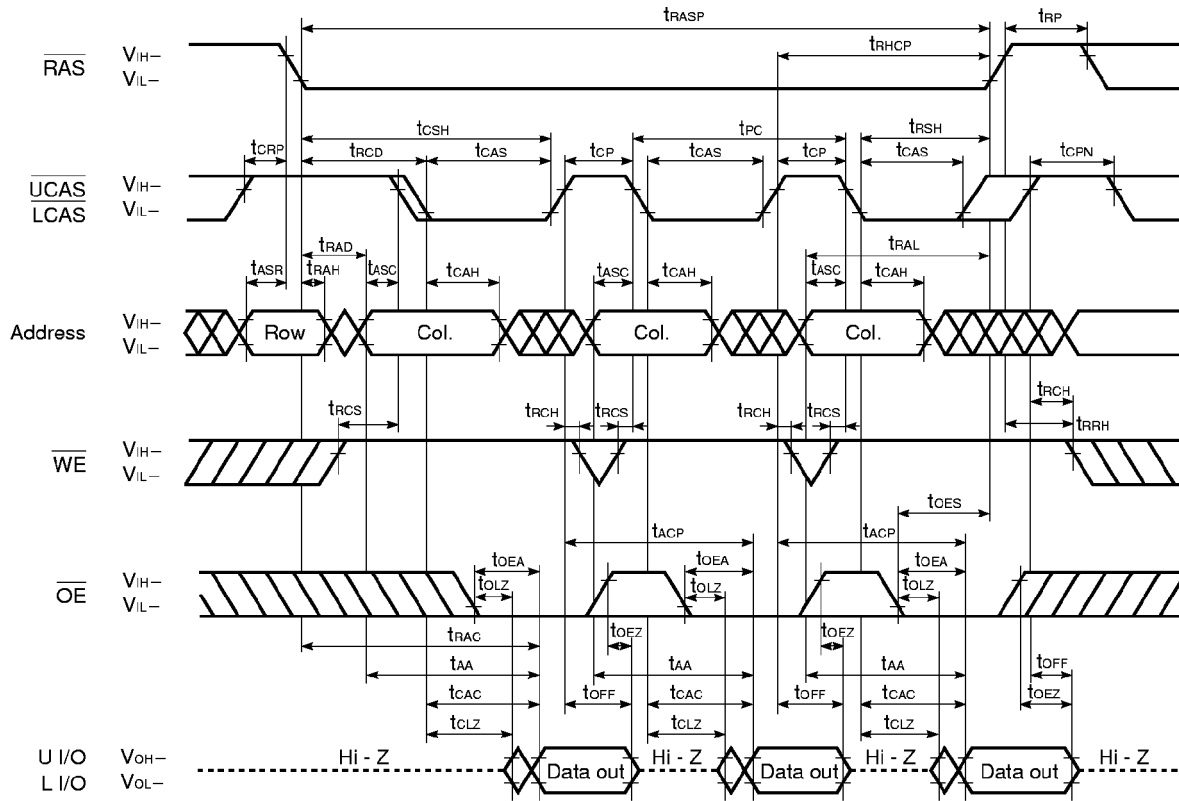 tRASP tRP
RAS VIH– VIL– tRHCP
tCSH tPC tRSH
tCRP tRCD tCAS tCP tCAS tCP tCAS tCPN
UCAS LCAS VIH– VIL–
tRAD tRAL
tASR tRAH tASC tCAH tASC tCAH tASC tCAH
Address VIH– VIL– Row Col. Col. Col.
tRCS tRCH tRCS tRCH tRCS tRCH
tRRH
WE VIH– VIL–
tOES
tACP tACP
tOEA tOEA tOEA
OE VIH– VIL– tOLZ tOLZ tOLZ
tRAC tOEZ tOEZ
tAA tAA tAA tOFF
tCAC tOFF tCAC tOFF tCAC tOEZ
tCLZ tCLZ tCLZ
U I/O VOH– Hi - Z Hi - Z Hi - Z Hi - Z
L I/O VOL– Data out Data out Data out